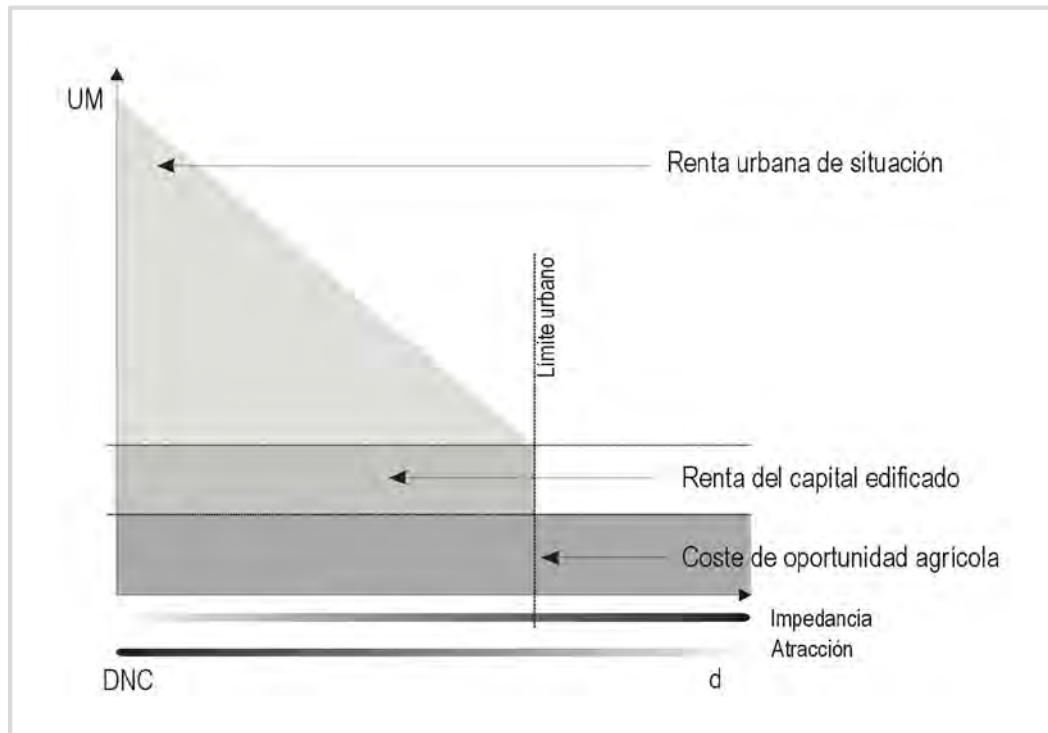 UM
Renta urbana de situación
Límite urbano
Renta del capital edificado
Coste de oportunidad agrícola
Impedancia
Atracción
DNC
d